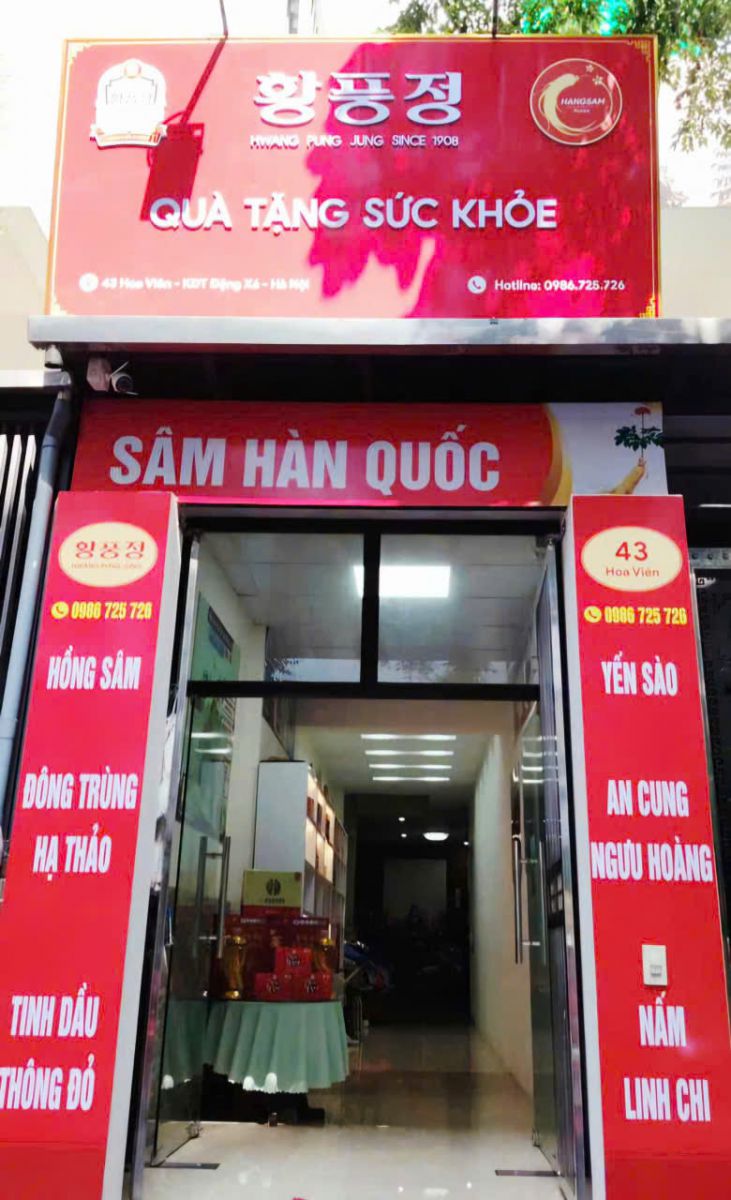 황풍정
HWANG PUNG JUNG SINCE 1908
HANGSAM
QUÀ TẶNG SỨC KHỎE
43 Hoa Viên - KĐT Đặng Xá - Hà Nội
Hotline: 0986.725.726
SÂM HÀN QUỐC
황풍정
HWANG PUNG JUNG
0986 725 726
HỒNG SÂM
ĐÔNG TRÙNG
HẠ THẢO
TINH DẦU
THÔNG ĐỎ
43
Hoa Viên
0986 725 726
YẾN SÀO
AN CUNG
NGƯU HOÀNG
NẤM
LINH CHI